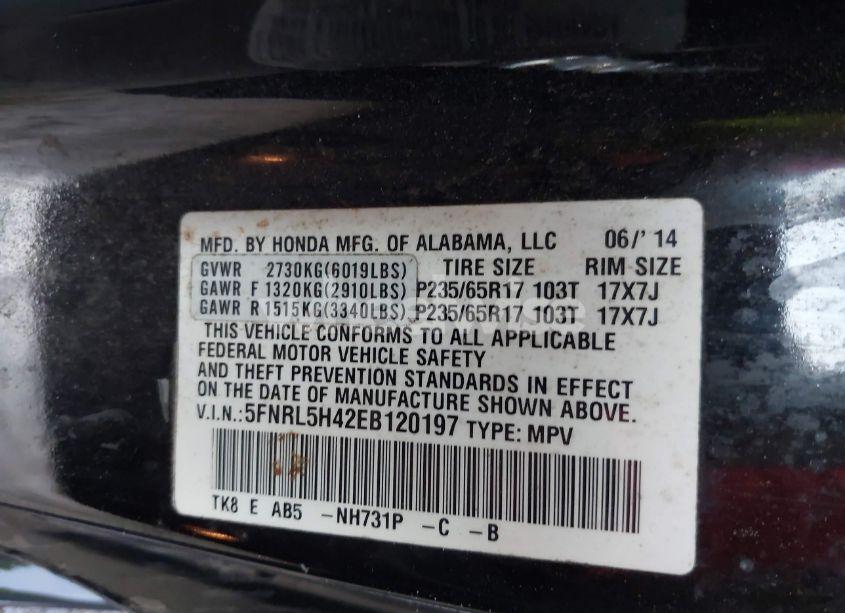 MFD. BY HONDA MFG. OF ALABAMA, LLC 06/' 14
GVWR 2730KG(6019LBS) TIRE SIZE RIM SIZE
GAWR F 1320KG(2910LBS) P235/65R17 103T 17X7J
GAWR R 1515KG(3340LBS) P235/65R17 103T 17X7J
THIS VEHICLE CONFORMS TO ALL APPLICABLE
FEDERAL MOTOR VEHICLE SAFETY
AND THEFT PREVENTION STANDARDS IN EFFECT
ON THE DATE OF MANUFACTURE SHOWN ABOVE.
V.I.N.:5FNRL5H42EB120197 TYPE: MPV
TK8 E AB5 -NH731P -C -B